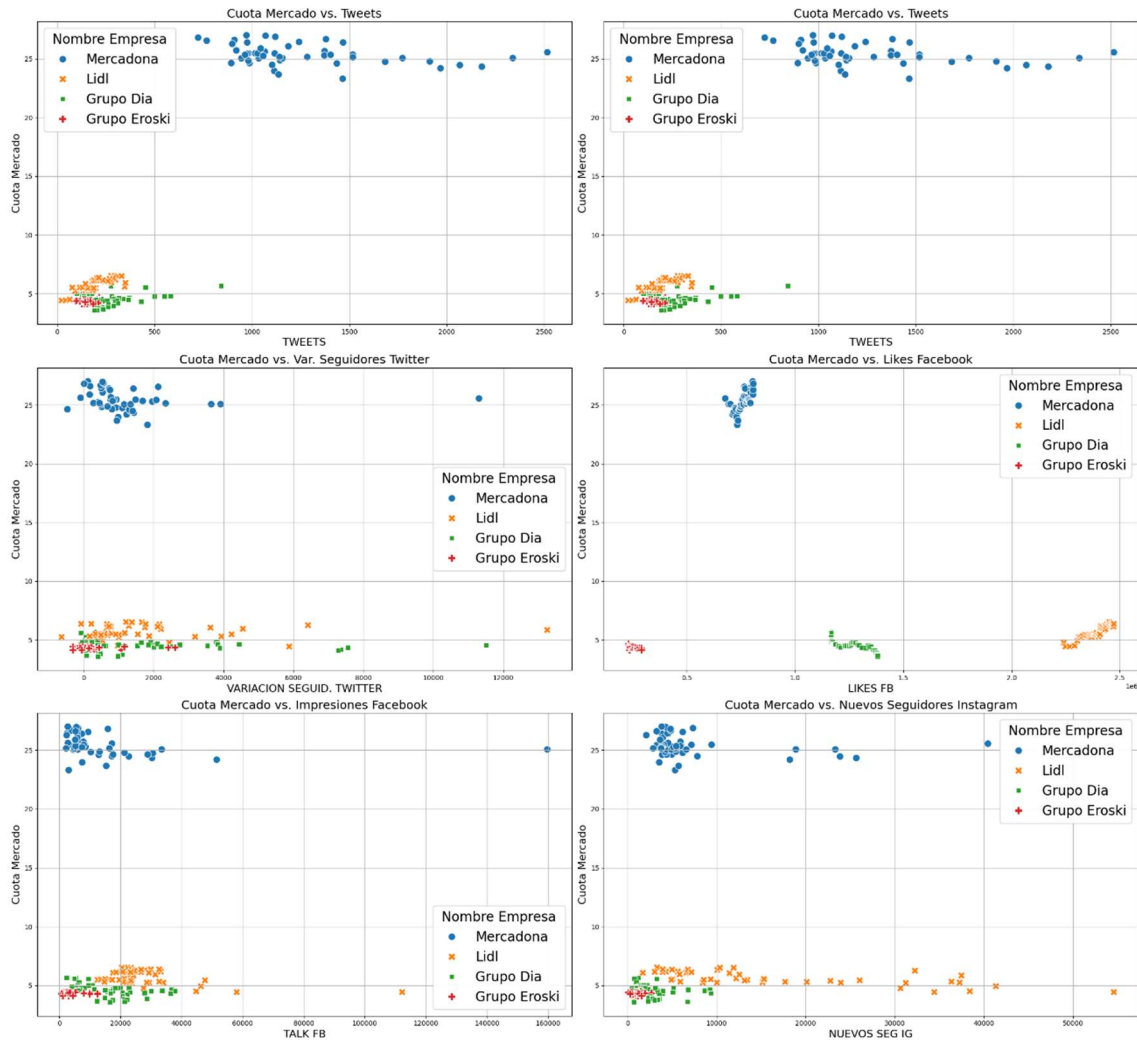 Cuota Mercado vs. Tweets
Nombre Empresa
Mercadona
Lidl
Grupo Dia
Grupo Eroski
Cuota Mercado
25
20
15
10
5
0
500
1000
1500
2000
2500
TWEETS
Cuota Mercado vs. Tweets
Nombre Empresa
Mercadona
Lidl
Grupo Dia
Grupo Eroski
Cuota Mercado
25
20
15
10
5
0
500
1000
1500
2000
2500
TWEETS
Cuota Mercado vs. Var. Seguidores Twitter
Nombre Empresa
Mercadona
Lidl
Grupo Dia
Grupo Eroski
Cuota Mercado
25
20
15
10
5
0
2000
4000
6000
8000
10000
12000
VARIACION SEGUID. TWITTER
Cuota Mercado vs. Likes Facebook
Nombre Empresa
Mercadona
Lidl
Grupo Dia
Grupo Eroski
Cuota Mercado
25
20
15
10
5
0.5
1.0
1.5
2.0
2.5
1e6
LIKES FB
Cuota Mercado vs. Impresiones Facebook
Nombre Empresa
Mercadona
Lidl
Grupo Dia
Grupo Eroski
Cuota Mercado
25
20
15
10
5
0
20000
40000
60000
80000
100000
120000
140000
160000
TALK FB
Cuota Mercado vs. Nuevos Seguidores Instagram
Nombre Empresa
Mercadona
Lidl
Grupo Dia
Grupo Eroski
Cuota Mercado
25
20
15
10
5
0
10000
20000
30000
40000
50000
NUEVOS SEG IG